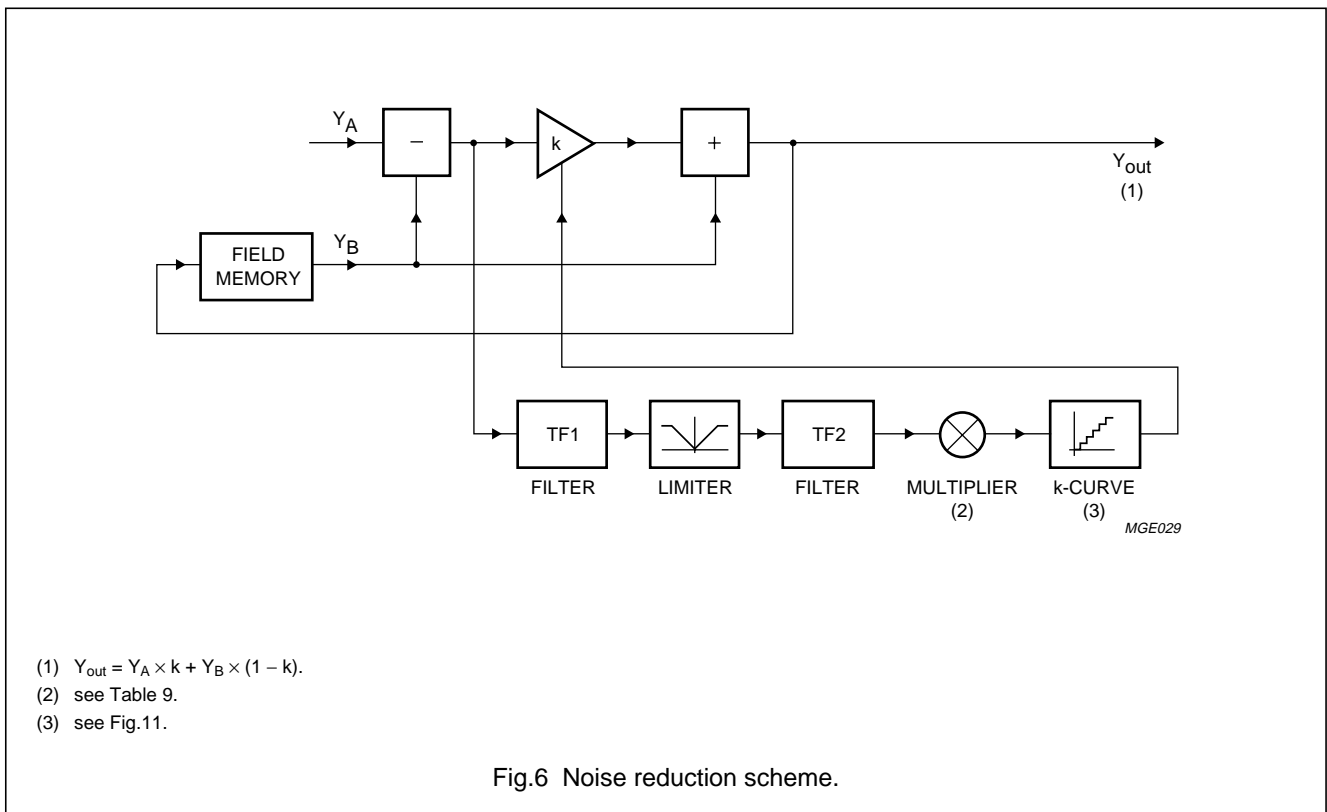 Y_A
−
k
+
Y_out
(1)
FIELD
MEMORY
Y_B
TF1
TF2
FILTER
LIMITER
FILTER
MULTIPLIER
(2)
k-CURVE
(3)
MGE029
(1) Y_out = Y_A × k + Y_B × (1 − k).
(2) see Table 9.
(3) see Fig.11.
Fig.6 Noise reduction scheme.